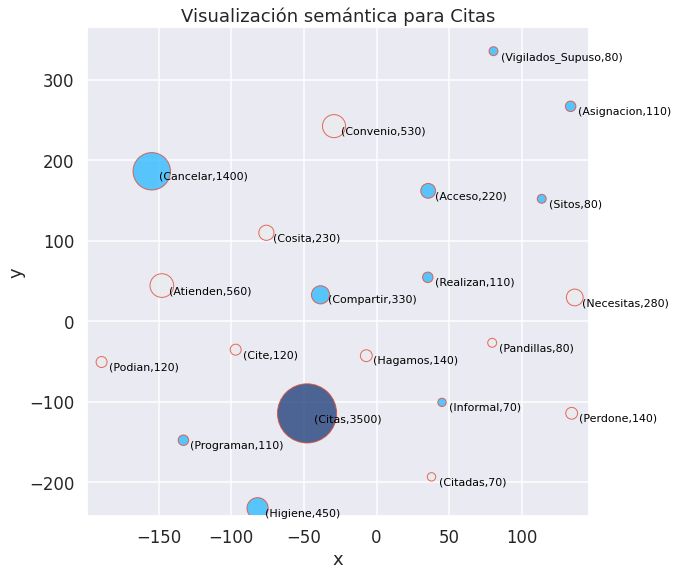 Visualización semántica para Citas
300
200
100
0
−100
−200
y
(Vigilados_Supuso,80)
(Asignacion,110)
(Convenio,530)
(Cancelar,1400)
(Acceso,220)
(Sitos,80)
(Cosita,230)
(Realizan,110)
(Atienden,560)
(Compartir,330)
(Necesitas,280)
(Pandillas,80)
(Cite,120)
(Hagamos,140)
(Podian,120)
(Informal,70)
(Citas,3500)
(Perdone,140)
(Programan,110)
(Citadas,70)
(Higiene,450)
−150 −100 −50 0 50 100
x